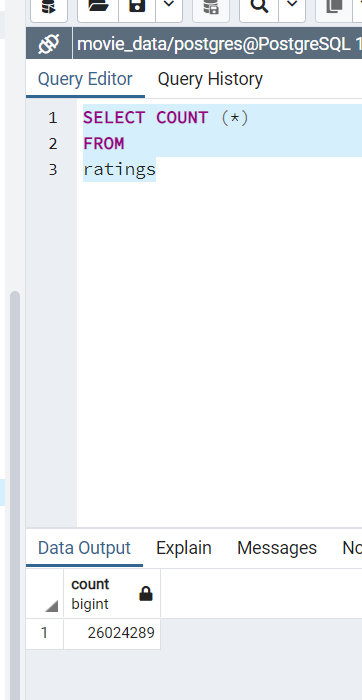 movie_data/postgres@PostgreSQL 1
Query Editor Query History
1 SELECT COUNT (*)
2 FROM
3 ratings
Data Output Explain Messages No
count
bigint
1 26024289